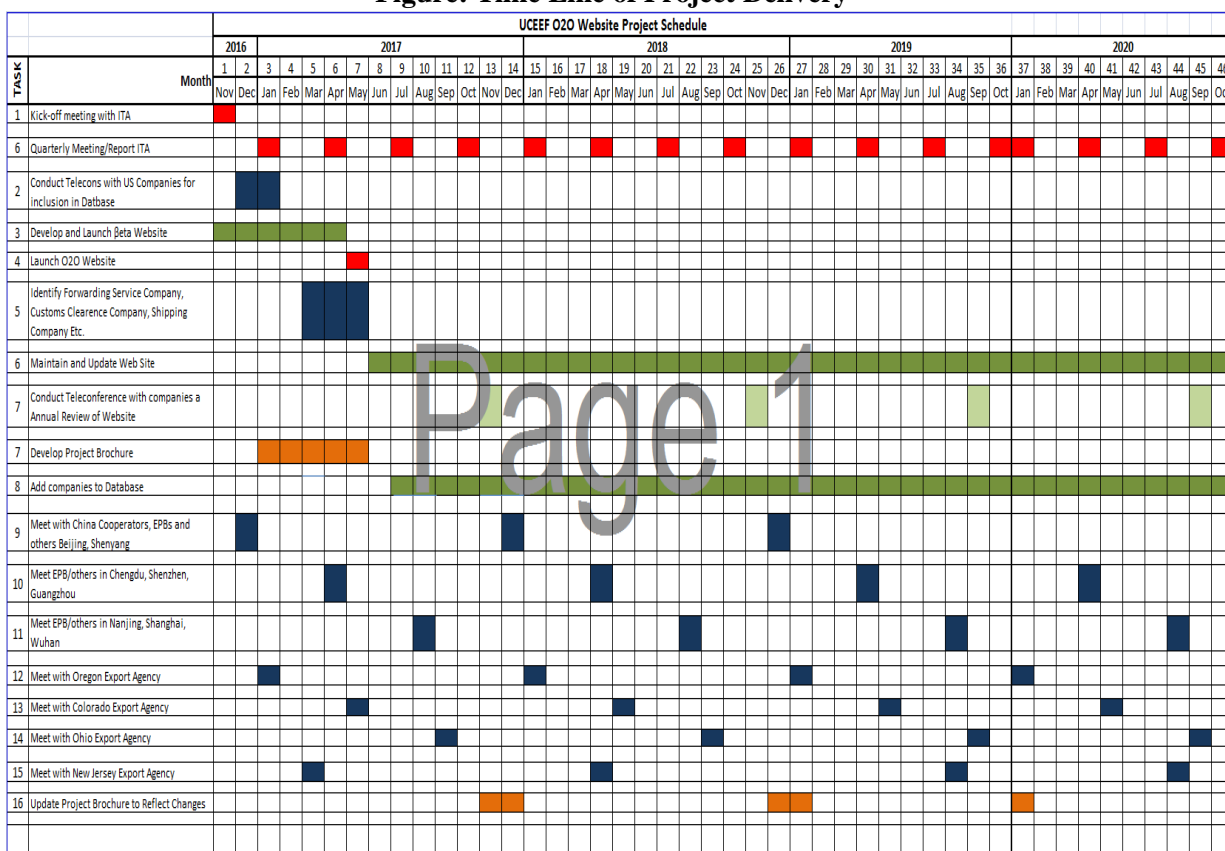 Figure: Time Line of Project Delivery
UCEEF O2O Website Project Schedule
2016 2017 2018 2019 2020
TASK
1 2 3 4 5 6 7 8 9 10 11 12 13 14 15 16 17 18 19 20 21 22 23 24 25 26 27 28 29 30 31 32 33 34 35 36 37 38 39 40 41 42 43 44 45 46
Month Nov Dec Jan Feb Mar Apr May Jun Jul Aug Sep Oct Nov Dec Jan Feb Mar Apr May Jun Jul Aug Sep Oct Nov Dec Jan Feb Mar Apr May Jun Jul Aug Sep Oct Jan Feb Mar Apr May Jun Jul Aug Sep Oc
1 Kick-off meeting with ITA
6 Quarterly Meeting/Report ITA
2 Conduct Telecons with US Companies for
inclusion in Datbase
3 Develop and Launch βeta Website
4 Launch O2O Website
5 Identify Forwarding Service Company,
Customs Clearence Company, Shipping
Company Etc.
6 Maintain and Update Web Site
7 Conduct Teleconference with companies a
Annual Review of Website
Page 1
7 Develop Project Brochure
8 Add companies to Database
9 Meet with China Cooperators, EPBs and
others Beijing, Shenyang
10 Meet EPB/others in Chengdu, Shenzhen,
Guangzhou
11 Meet EPB/others in Nanjing, Shanghai,
Wuhan
12 Meet with Oregon Export Agency
13 Meet with Colorado Export Agency
14 Meet with Ohio Export Agency
15 Meet with New Jersey Export Agency
16 Update Project Brochure to Reflect Changes